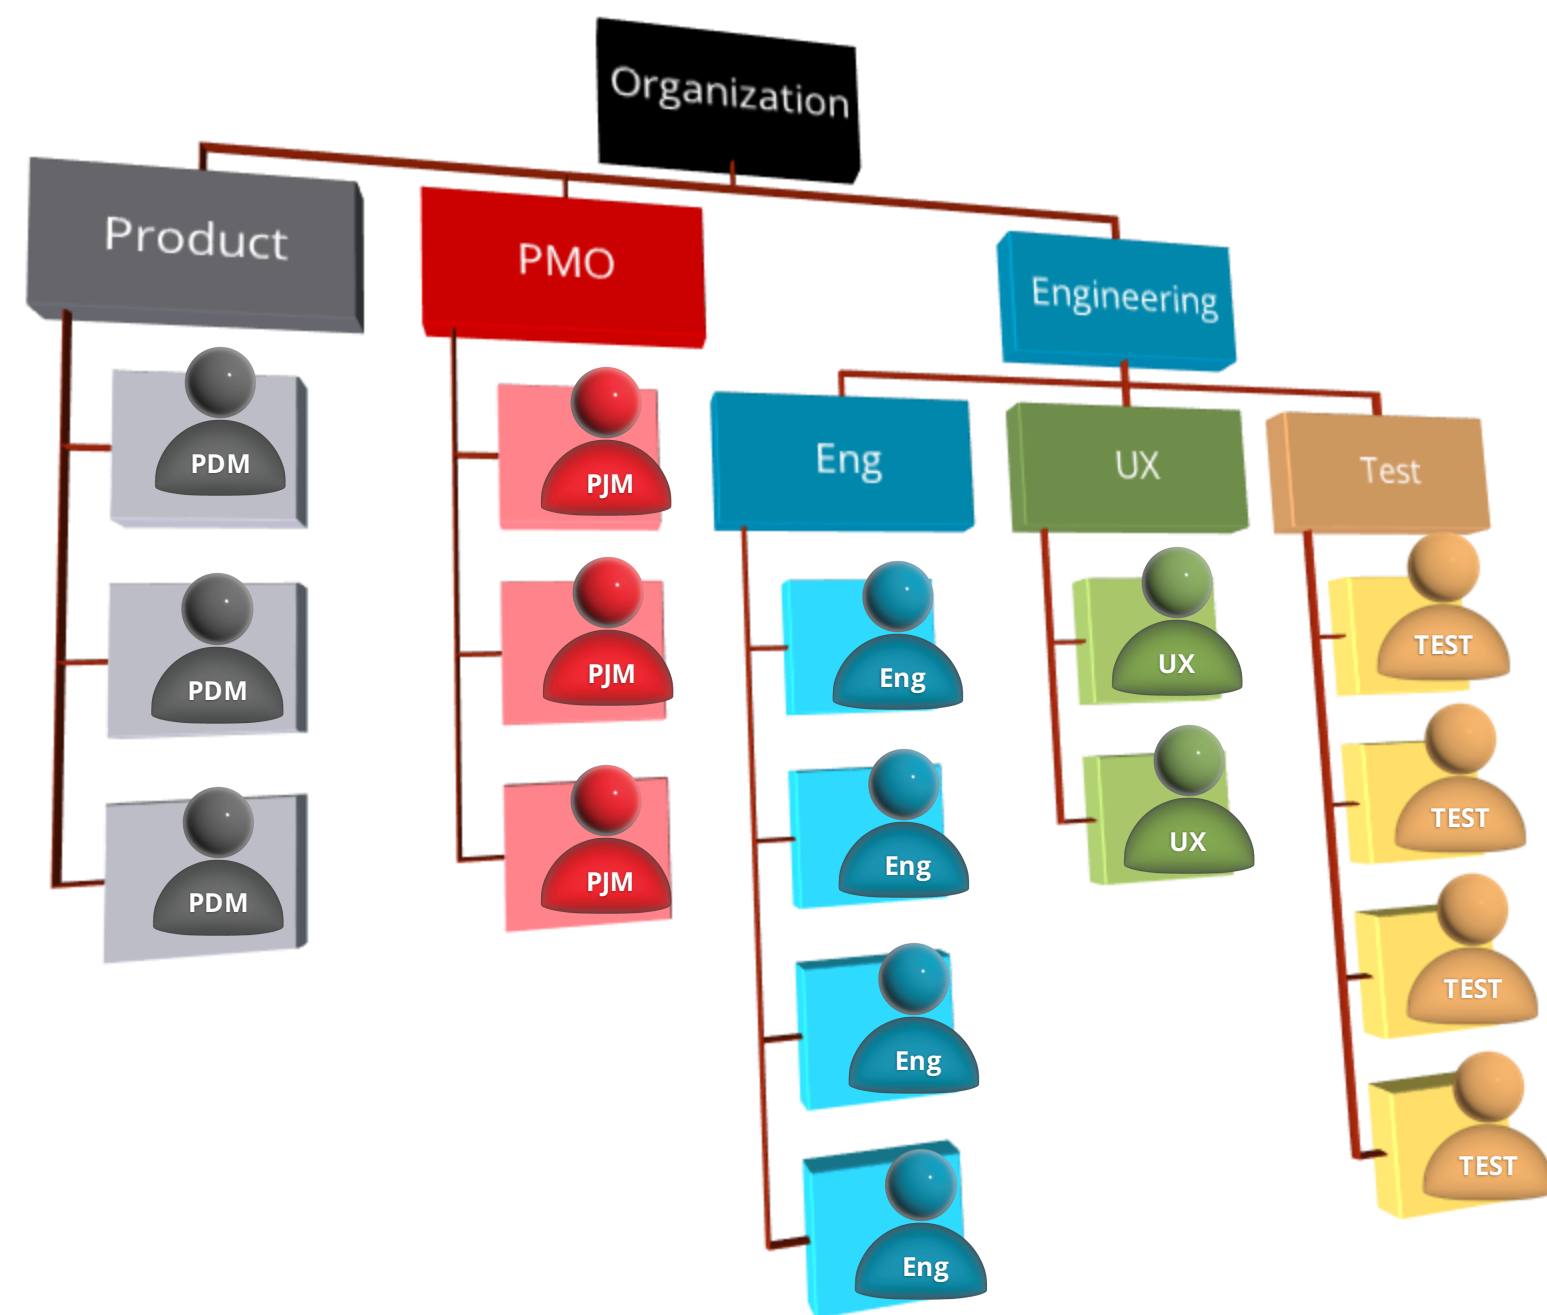 Organization
Product
PMO
Engineering
Eng
UX
Test
PDM
PDM
PDM
PJM
PJM
PJM
Eng
Eng
Eng
Eng
UX
UX
TEST
TEST
TEST
TEST